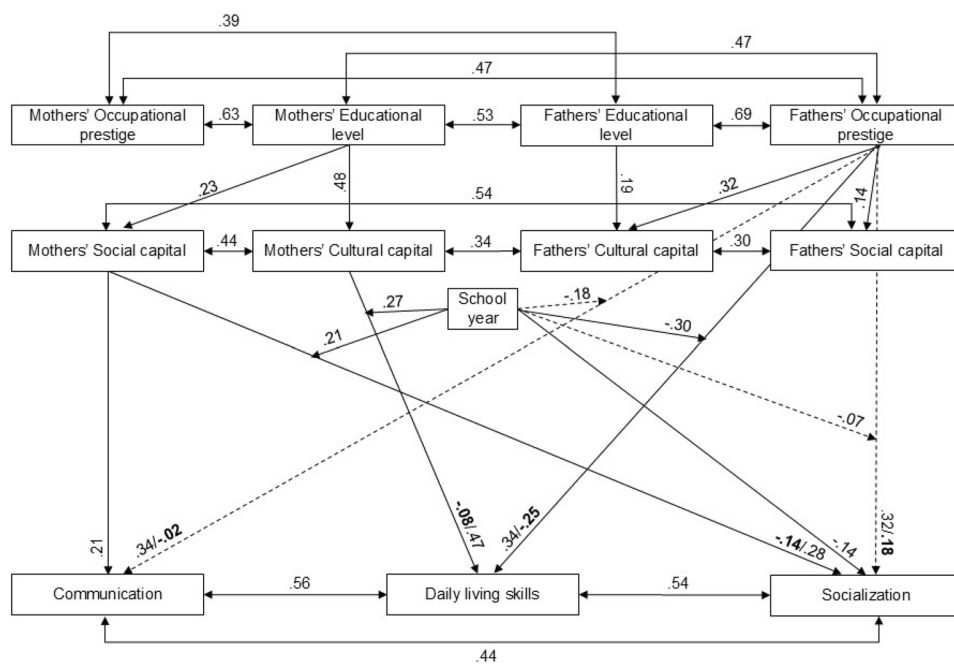 .39
.47
.47
Mothers' Occupational
prestige
.63
Mothers' Educational
level
.53
Fathers' Educational
level
.69
Fathers' Occupational
prestige
.23
.48
.19
.32
.14
.54
Mothers' Social capital
.44
Mothers' Cultural capital
.34
Fathers' Cultural capital
.30
Fathers' Social capital
.27
School
year
-.18
.21
-.30
-.07
.21
.34/-.02
-.08/.47
.34/-.25
-.14/.28
-.14
.32/.18
Communication
.56
Daily living skills
.54
Socialization
.44